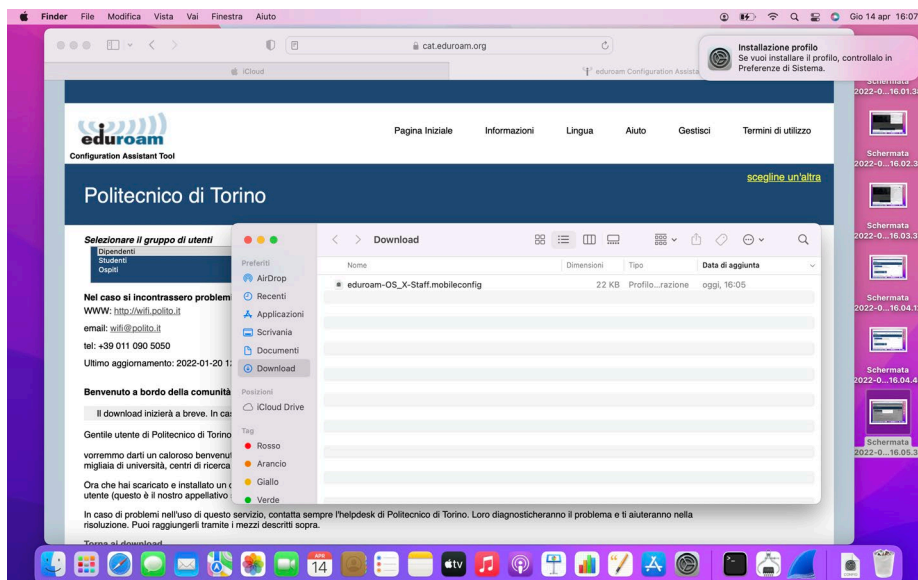 Finder File Modifica Vista Vai Finestra Aiuto
Gio 14 apr 16:07
cat.eduroam.org
iCloud
eduroam Configuration Assista
Installazione profilo
Se vuoi installare il profilo, controllalo in
Preferenze di Sistema.
Schermata
2022-0...16.01.3
eduroam
Configuration Assistant Tool
Pagina Iniziale Informazioni Lingua Aiuto Gestisci Termini di utilizzo
Schermata
2022-0...16.02.3
Politecnico di Torino
scegline un'altra
Schermata
2022-0...16.03.3
Selezionare il gruppo di utenti
Dipendenti
Studenti
Ospiti
Nel caso si incontrassero problemi
WWW: http://wifi.polito.it
email: wifi@polito.it
tel: +39 011 090 5050
Ultimo aggiornamento: 2022-01-20 1
Benvenuto a bordo della comunità
Il download inizierà a breve. In cas
Gentile utente di Politecnico di Torino
vorremmo darti un caloroso benvenut
migliaia di università, centri di ricerca
Ora che hai scaricato e installato un c
utente (questo è il nostro appellativo
In caso di problemi nell'uso di questo servizio, contatta sempre l'helpdesk di Politecnico di Torino. Loro diagnosticheranno il problema e ti aiuteranno nella
risoluzione. Puoi raggiungerli tramite i mezzi descritti sopra.
Torna ai download
Download
Preferiti
AirDrop
Recenti
Applicazioni
Scrivania
Documenti
Download
Posizioni
iCloud Drive
Tag
Rosso
Arancio
Giallo
Verde
Nome Dimensioni Tipo Data di aggiunta
eduroam-OS_X-Staff.mobileconfig 22 KB Profilo...razione oggi, 16:05
Schermata
2022-0...16.04.1
Schermata
2022-0...16.04.4
Schermata
2022-0...16.05.3
APR
14
tv